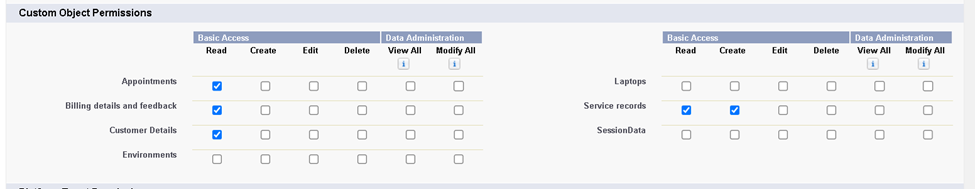 Custom Object Permissions
Basic Access Data Administration
Read Create Edit Delete View All Modify All
i i
Appointments
Billing details and feedback
Customer Details
Environments
Basic Access Data Administration
Read Create Edit Delete View All Modify All
i i
Laptops
Service records
SessionData